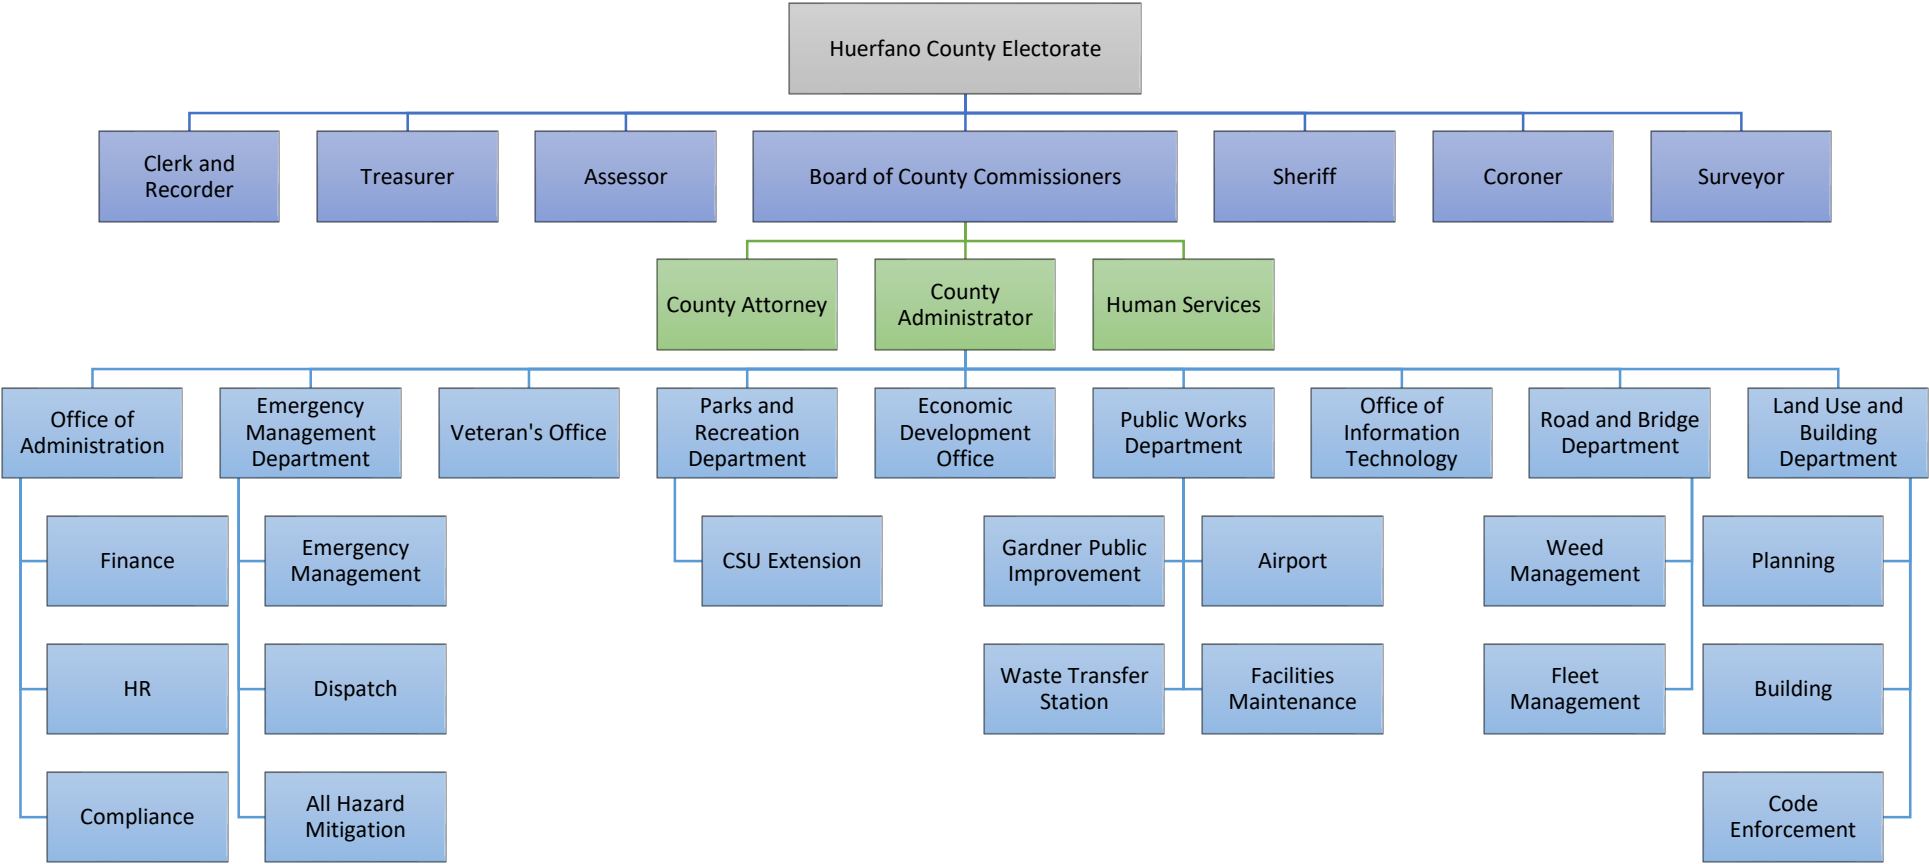 Huerfano County Electorate
Clerk and
Recorder
Treasurer
Assessor
Board of County Commissioners
Sheriff
Coroner
Surveyor
County Attorney
County
Administrator
Human Services
Office of
Administration
Emergency
Management
Department
Veteran's Office
Parks and
Recreation
Department
Economic
Development
Office
Public Works
Department
Office of
Information
Technology
Road and Bridge
Department
Land Use and
Building
Department
Finance
Emergency
Management
CSU Extension
Gardner Public
Improvement
Airport
Weed
Management
Planning
HR
Dispatch
Waste Transfer
Station
Facilities
Maintenance
Fleet
Management
Building
Compliance
All Hazard
Mitigation
Code
Enforcement